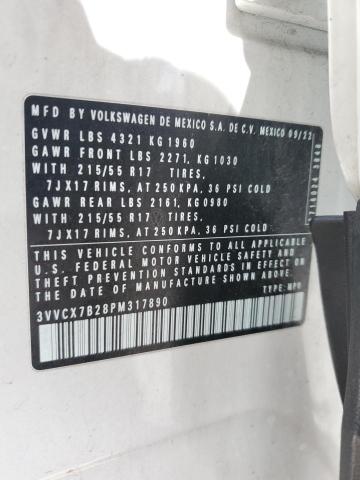 MFD BY VOLKSWAGEN DE MEXICO S.A. DE C.V. MEXICO 09/23
GVWR LBS 4321 KG 1960
GAWR FRONT LBS 2271, KG 1030
WITH 215/55 R17 TIRES,
7JX17 RIMS, AT 250 KPA, 36 PSI COLD
GAWR REAR LBS 2161, KG0980
WITH 215/55 R17 TIRES,
7JX17 RIMS, AT 250 KPA, 36 PSI COLD
THIS VEHICLE CONFORMS TO ALL APPLICABLE
U.S. FEDERAL MOTOR VEHICLE SAFETY AND
THEFT PREVENTION STANDARDS IN EFFECT ON
THE DATE OF MANUFACTURE SHOWN ABOVE.
3VVCX7B28PM317890 TYPE: MPV